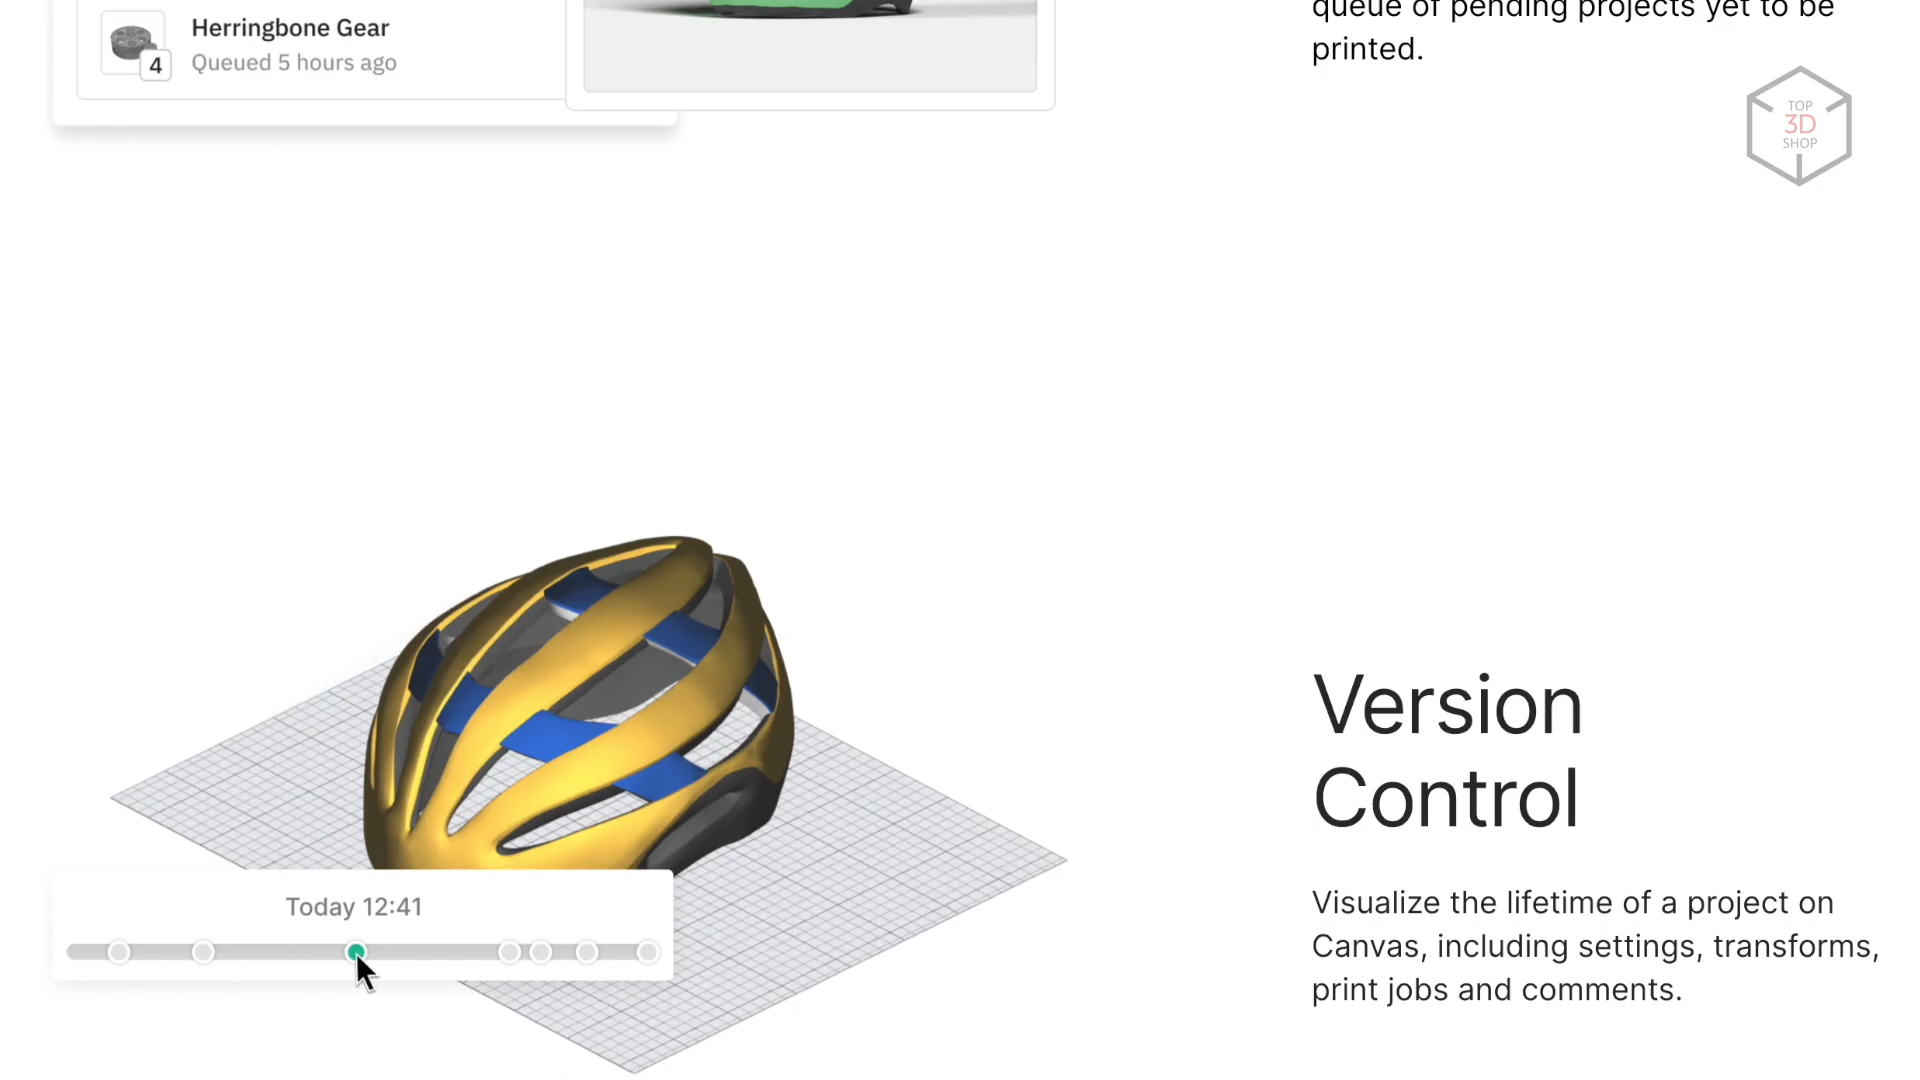 Herringbone Gear
Queued 5 hours ago
4
queue of pending projects yet to be
printed.
TOP
3D
SHOP
Today 12:41
Version
Control
Visualize the lifetime of a project on
Canvas, including settings, transforms,
print jobs and comments.